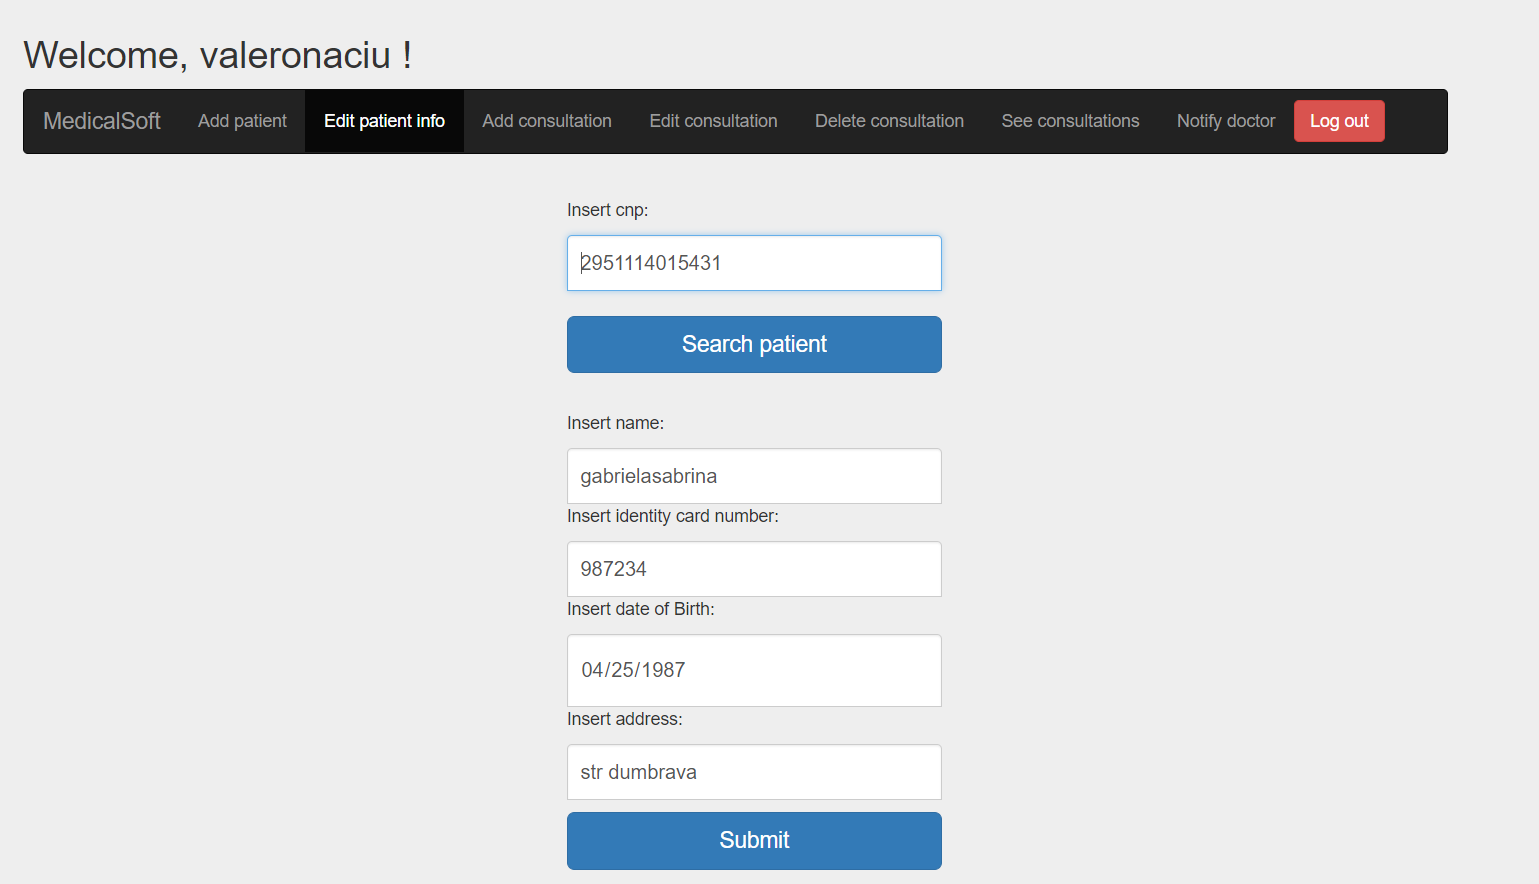 Welcome, valeronaciu !
MedicalSoft Add patient Edit patient info Add consultation Edit consultation Delete consultation See consultations Notify doctor Log out
Insert cnp:
2951114015431
Search patient
Insert name:
gabrielasabrina
Insert identity card number:
987234
Insert date of Birth:
04/25/1987
Insert address:
str dumbrava
Submit